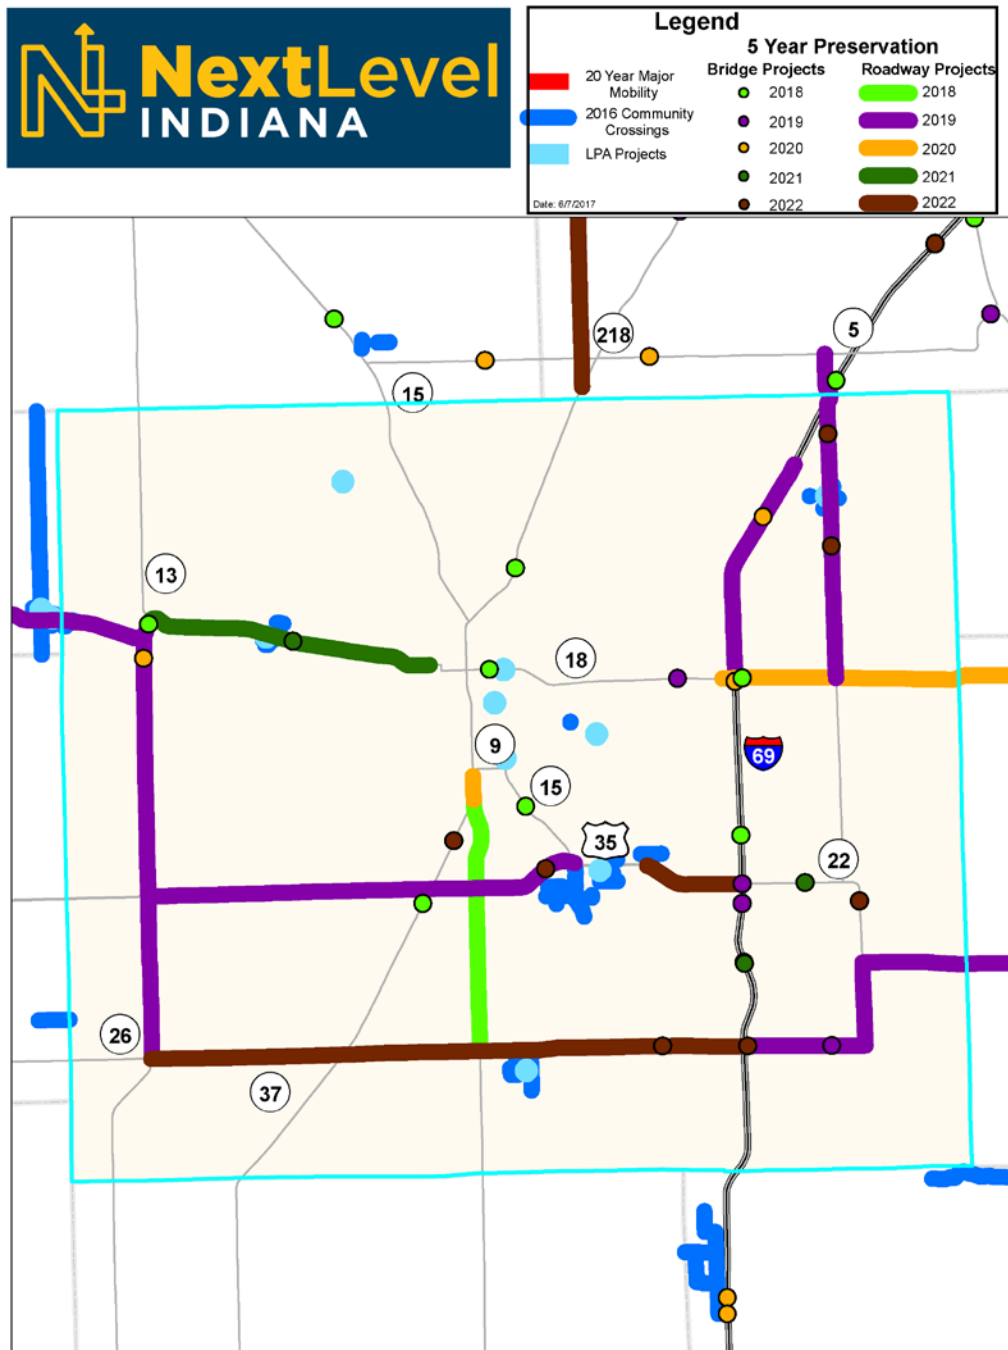 NextLevel
INDIANA
Legend
5 Year Preservation
Bridge Projects
Roadway Projects
20 Year Major
Mobility
2016 Community
Crossings
LPA Projects
2018
2019
2020
2021
2022
2018
2019
2020
2021
2022
Date: 6/7/2017
218
5
15
13
18
9
69
15
35
22
26
37